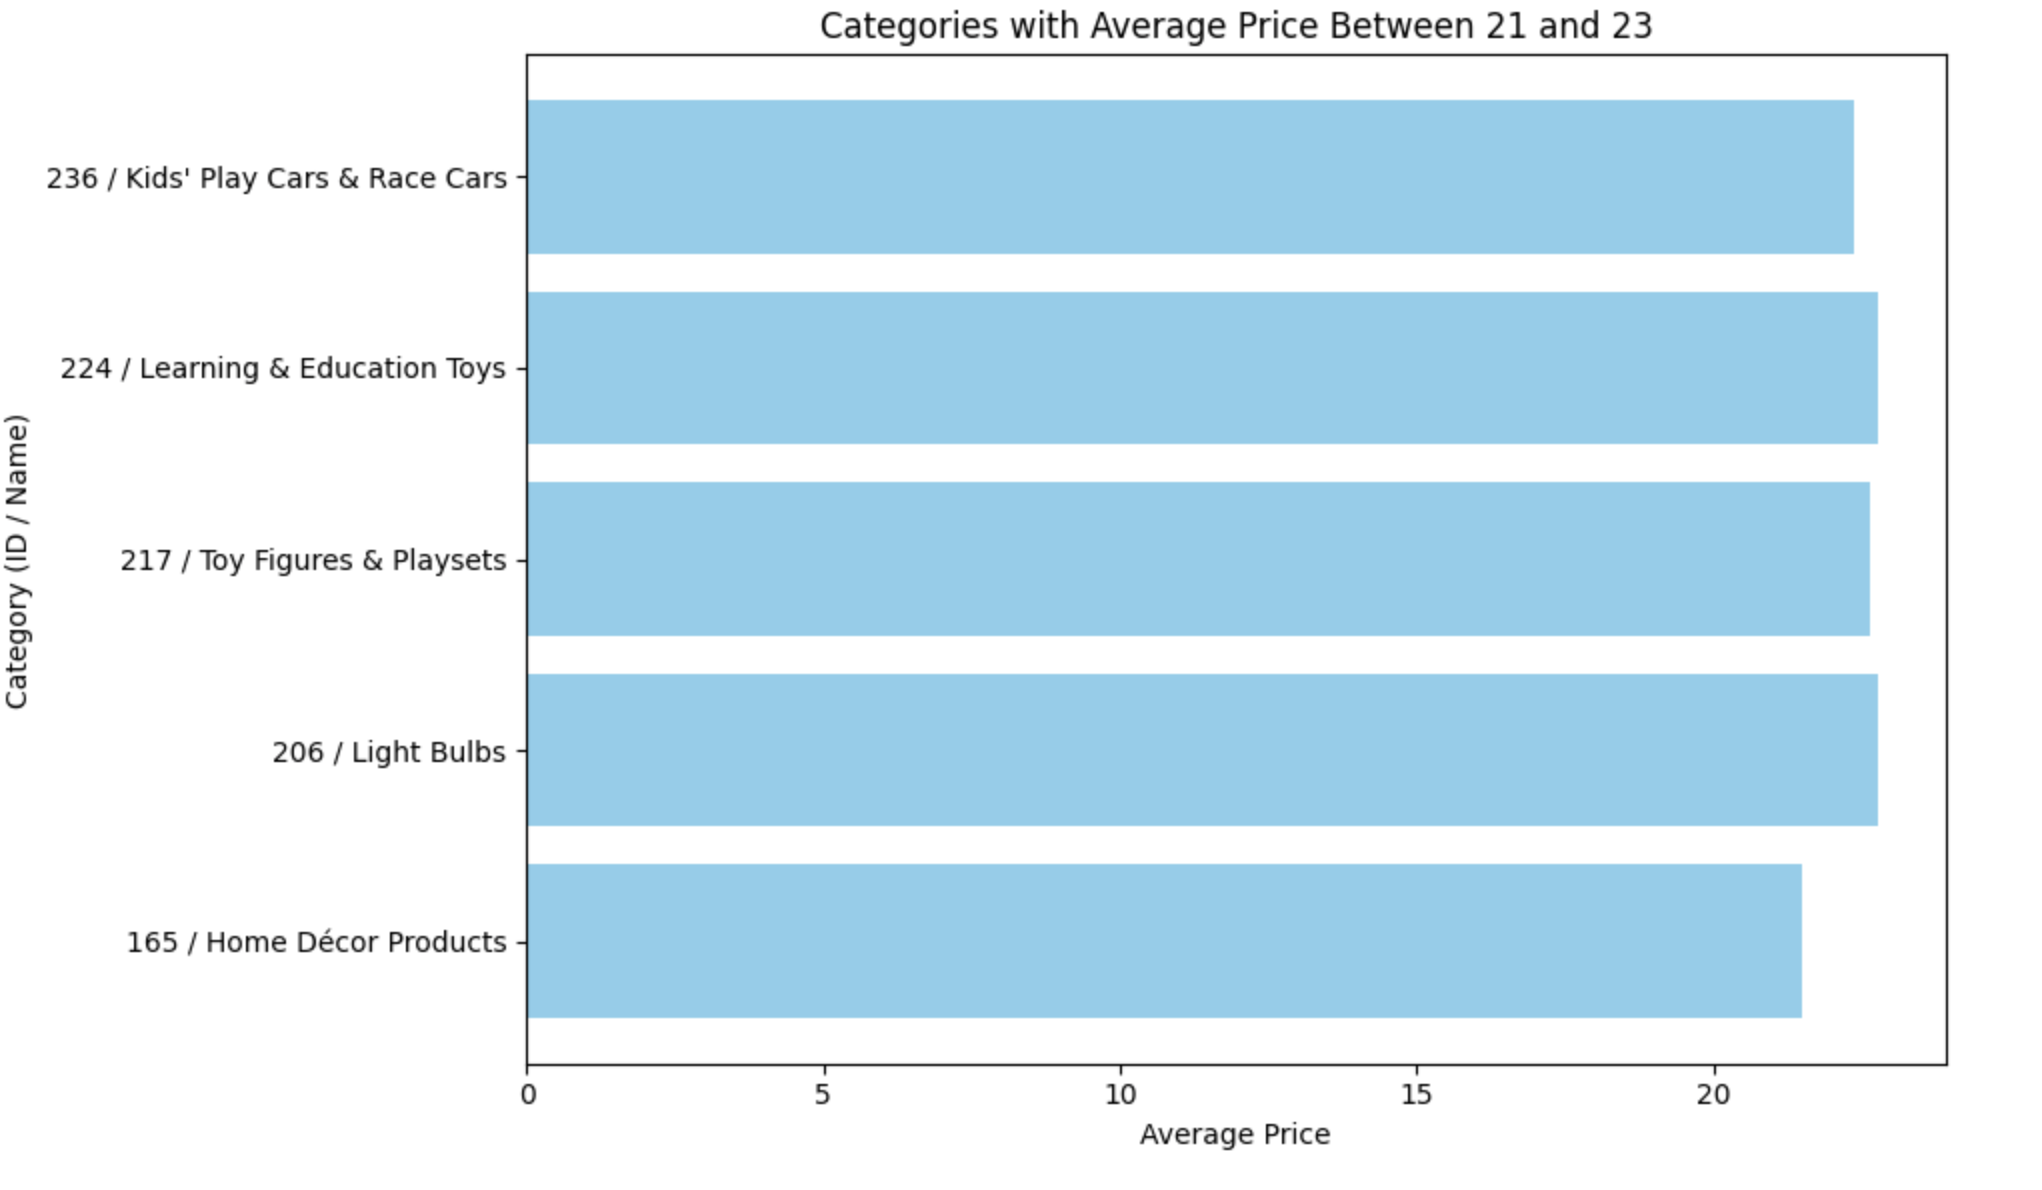 Categories with Average Price Between 21 and 23
Category (ID / Name)
236 / Kids' Play Cars & Race Cars
224 / Learning & Education Toys
217 / Toy Figures & Playsets
206 / Light Bulbs
165 / Home Décor Products
0 5 10 15 20
Average Price